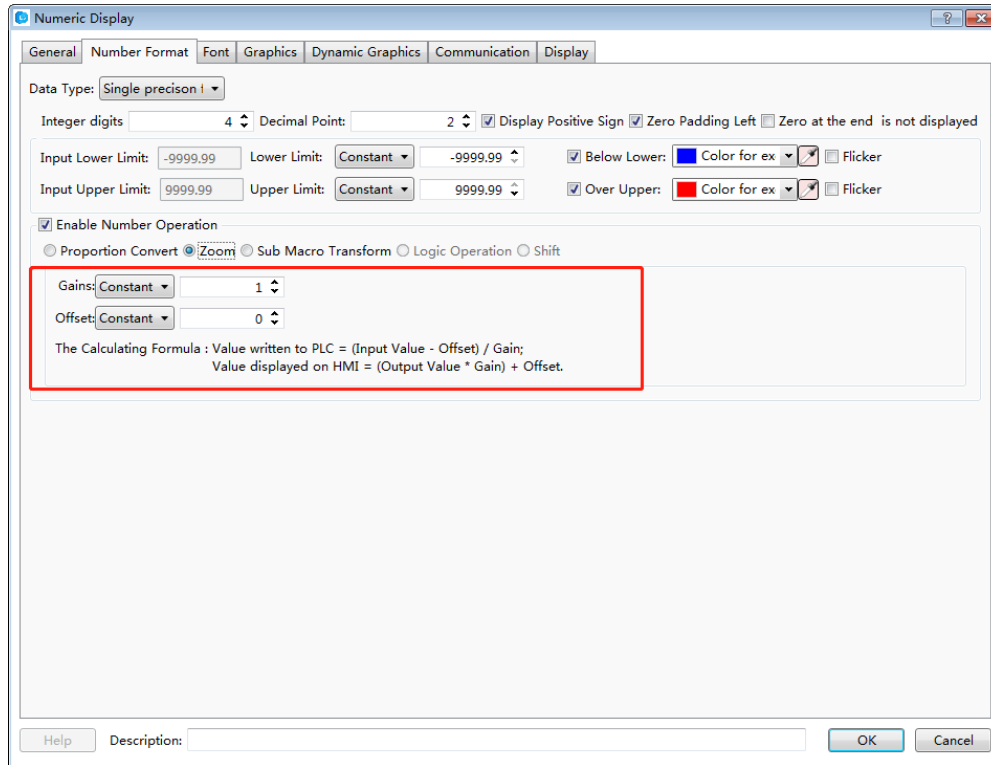 Numeric Display
General Number Format Font Graphics Dynamic Graphics Communication Display
Data Type: Single precison f
Integer digits 4 Decimal Point: 2 Display Positive Sign Zero Padding Left Zero at the end is not displayed
Input Lower Limit: -9999.99 Lower Limit: Constant -9999.99 Below Lower: Color for ex Flicker
Input Upper Limit: 9999.99 Upper Limit: Constant 9999.99 Over Upper: Color for ex Flicker
Enable Number Operation
Proportion Convert Zoom Sub Macro Transform Logic Operation Shift
Gains: Constant 1
Offset: Constant 0
The Calculating Formula : Value written to PLC = (Input Value - Offset) / Gain;
Value displayed on HMI = (Output Value * Gain) + Offset.
Help Description: OK Cancel